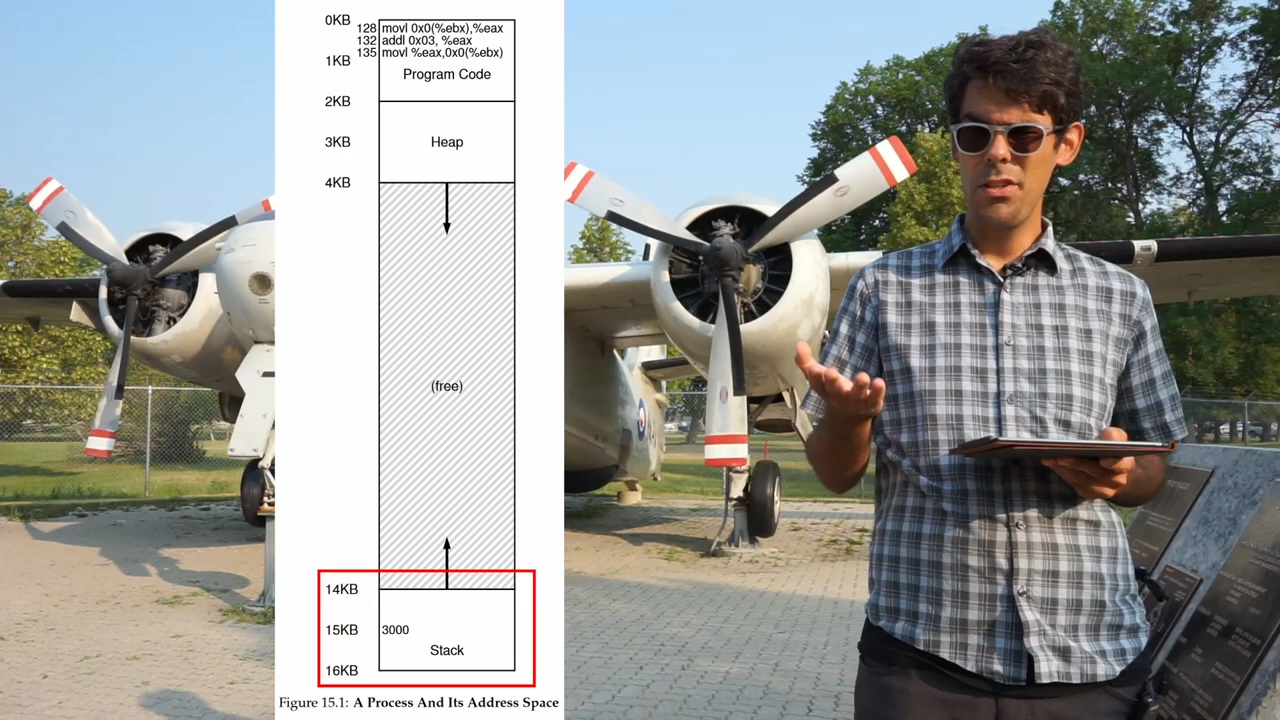 0KB
128 movl 0x0(%ebx),%eax
132 addl 0x03, %eax
135 movl %eax,0x0(%ebx)
1KB
Program Code
2KB
3KB
Heap
4KB
(free)
14KB
15KB
3000
Stack
16KB
Figure 15.1: A Process And Its Address Space